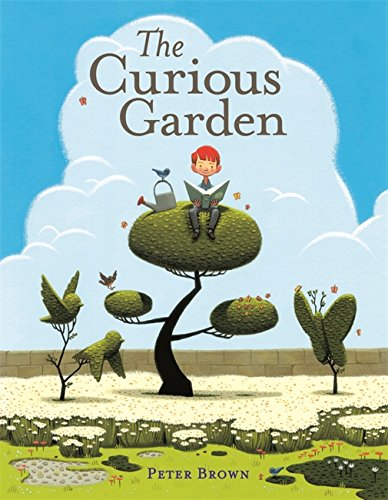 The
Curious
Garden
PETER BROWN